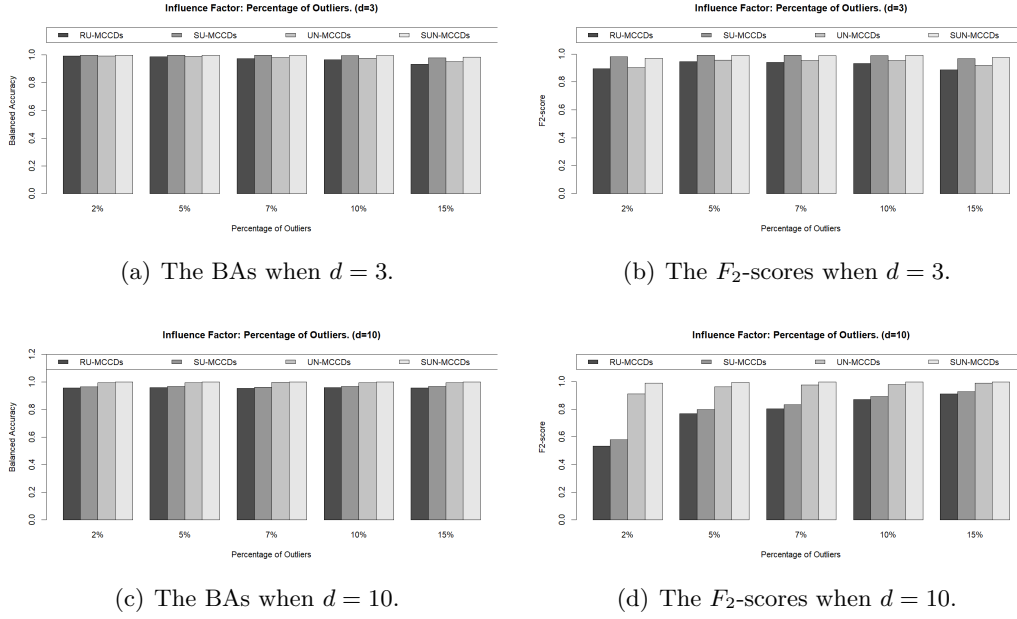 Influence Factor: Percentage of Outliers. (d=3)
RU-MCCDs SU-MCCDs UN-MCCDs SUN-MCCDs
Balanced Accuracy
1.0
0.8
0.6
0.4
0.2
0.0
2% 5% 7% 10% 15%
Percentage of Outliers
(a) The BAs when d = 3.
Influence Factor: Percentage of Outliers. (d=3)
RU-MCCDs SU-MCCDs UN-MCCDs SUN-MCCDs
F2-score
1.0
0.8
0.6
0.4
0.2
0.0
2% 5% 7% 10% 15%
Percentage of Outliers
(b) The F₂-scores when d = 3.
Influence Factor: Percentage of Outliers. (d=10)
RU-MCCDs SU-MCCDs UN-MCCDs SUN-MCCDs
Balanced Accuracy
1.2
1.0
0.8
0.6
0.4
0.2
0.0
2% 5% 7% 10% 15%
Percentage of Outliers
(c) The BAs when d = 10.
Influence Factor: Percentage of Outliers. (d=10)
RU-MCCDs SU-MCCDs UN-MCCDs SUN-MCCDs
F2-score
1.0
0.8
0.6
0.4
0.2
0.0
2% 5% 7% 10% 15%
Percentage of Outliers
(d) The F₂-scores when d = 10.